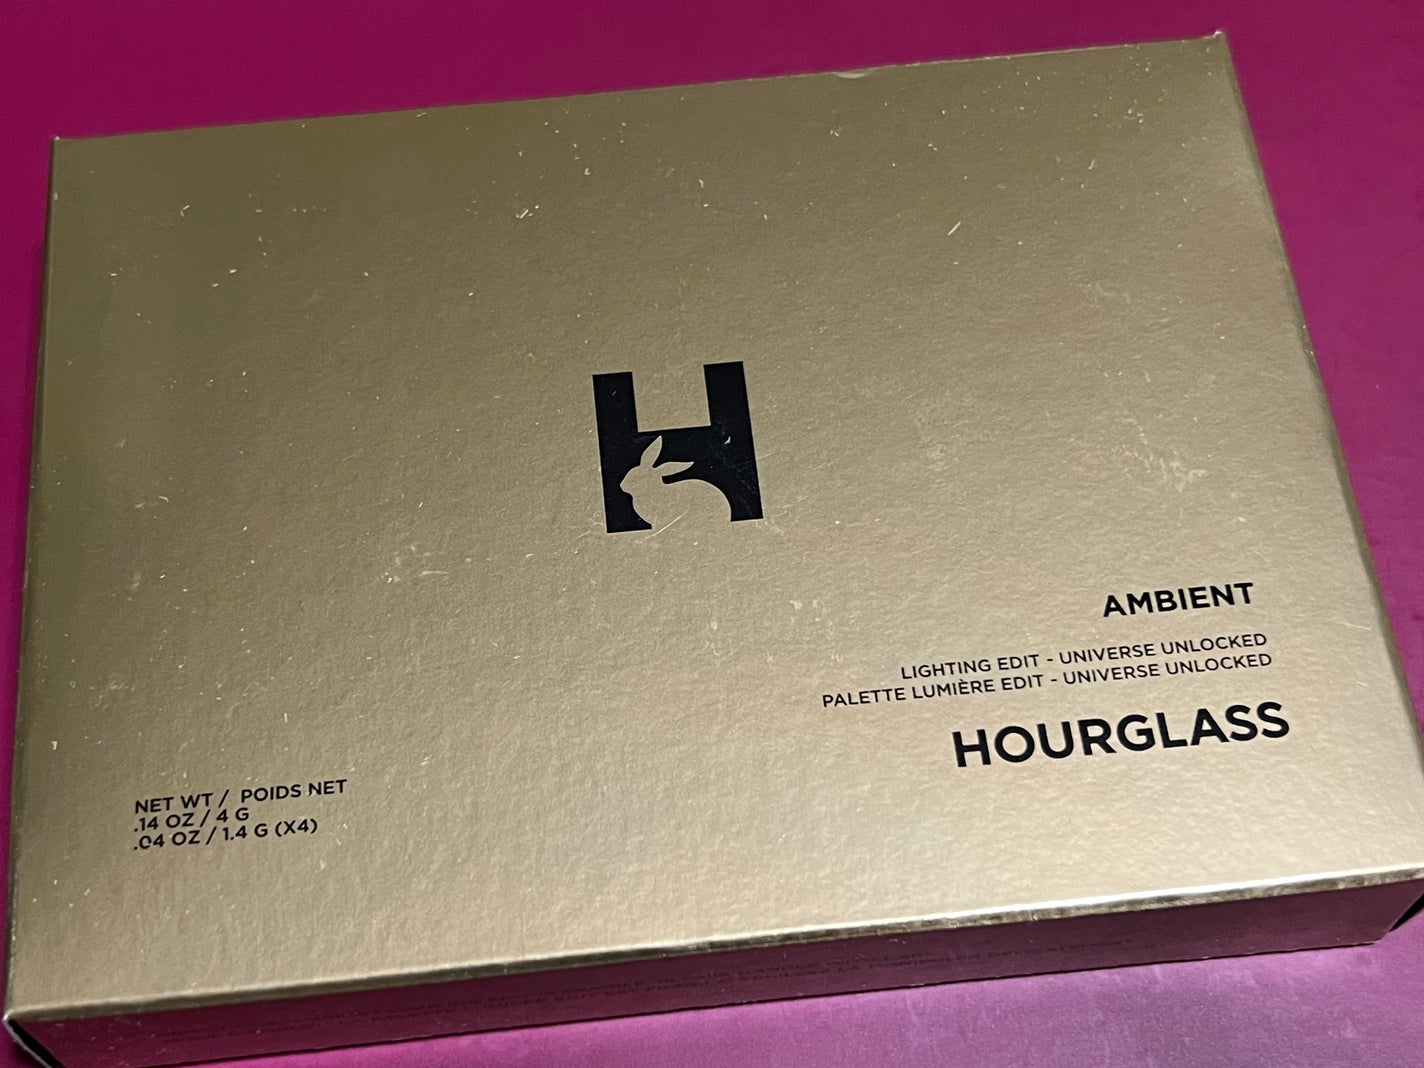 H
AMBIENT
LIGHTING EDIT - UNIVERSE UNLOCKED
PALETTE LUMIÈRE EDIT - UNIVERSE UNLOCKED
HOURGLASS
NET WT / POIDS NET
.14 OZ / 4 G
.04 OZ / 1.4 G (X4)